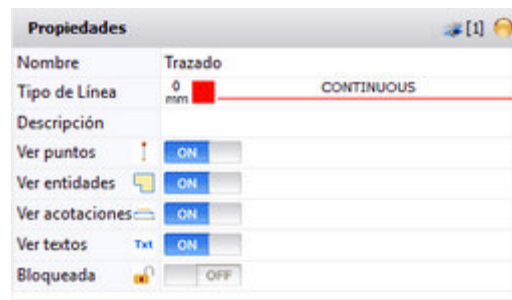 Propiedades [1]
Nombre Trazado
Tipo de Línea 0 mm CONTINUOUS
Descripción
Ver puntos ON
Ver entidades ON
Ver acotaciones ON
Ver textos Txt ON
Bloqueada OFF